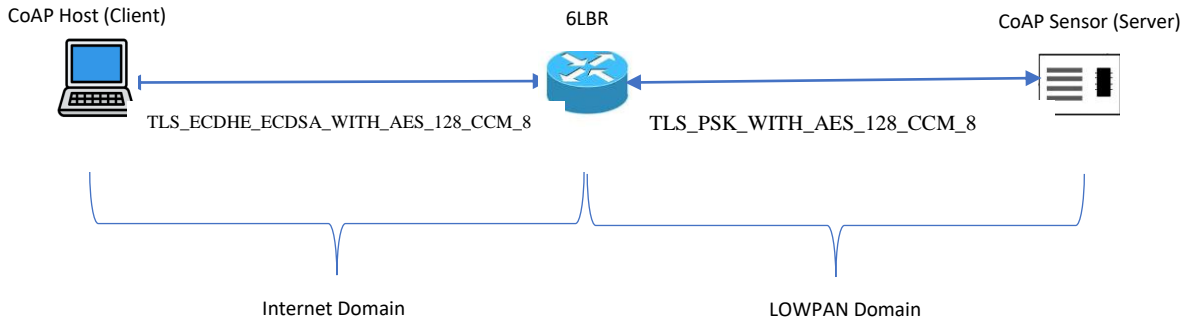 CoAP Host (Client)
6LBR
CoAP Sensor (Server)
TLS_ECDHE_ECDSA_WITH_AES_128_CCM_8
TLS_PSK_WITH_AES_128_CCM_8
Internet Domain
LOWPAN Domain